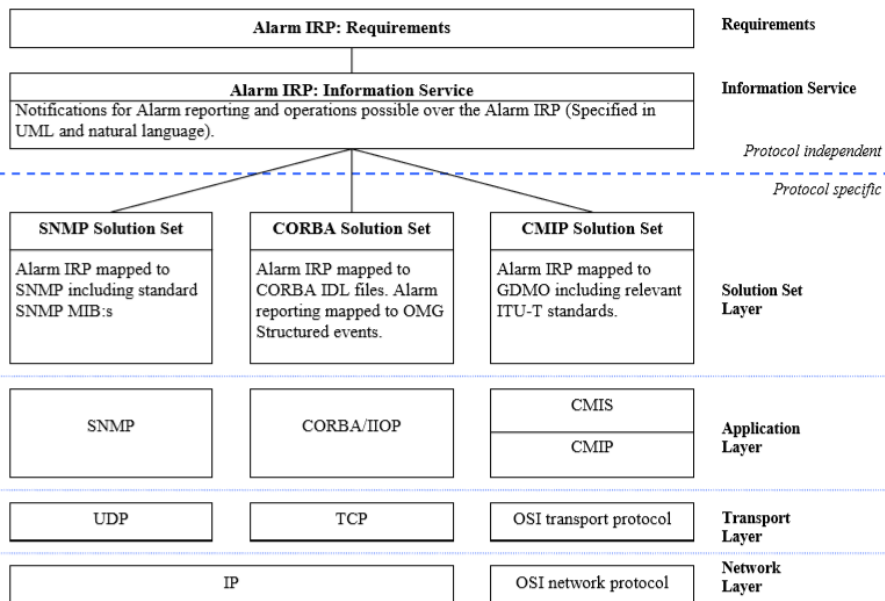 Alarm IRP: Requirements
Requirements
Alarm IRP: Information Service
Information Service
Notifications for Alarm reporting and operations possible over the Alarm IRP (Specified in
UML and natural language).
Protocol independent
Protocol specific
SNMP Solution Set
Alarm IRP mapped to
SNMP including standard
SNMP MIB:s
CORBA Solution Set
Alarm IRP mapped to
CORBA IDL files. Alarm
reporting mapped to OMG
Structured events.
CMIP Solution Set
Alarm IRP mapped to
GDMO including relevant
ITU-T standards.
Solution Set
Layer
SNMP
CORBA/IIOP
CMIS
CMIP
Application
Layer
UDP
TCP
OSI transport protocol
Transport
Layer
IP
OSI network protocol
Network
Layer